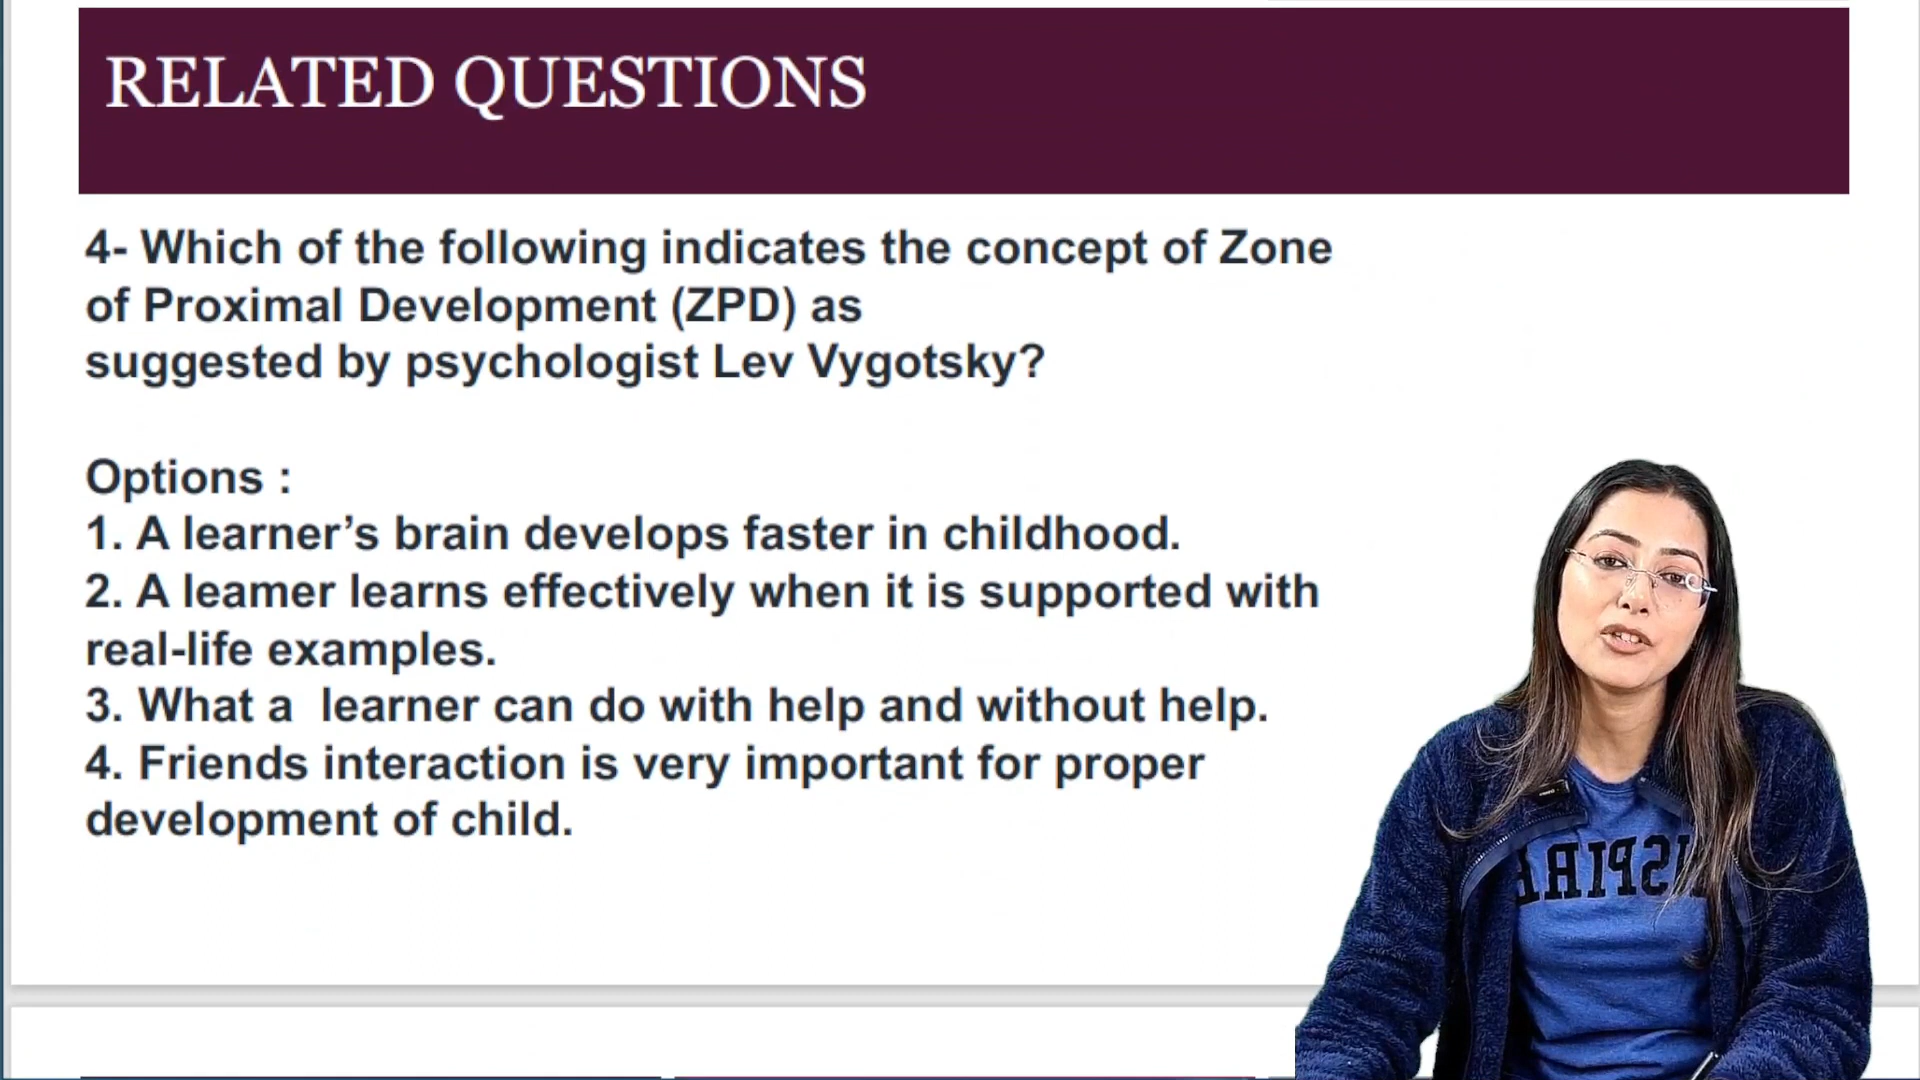 RELATED QUESTIONS
4- Which of the following indicates the concept of Zone
of Proximal Development (ZPD) as
suggested by psychologist Lev Vygotsky?
Options :
1. A learner’s brain develops faster in childhood.
2. A leamer learns effectively when it is supported with
real-life examples.
3. What a  learner can do with help and without help.
4. Friends interaction is very important for proper
development of child.